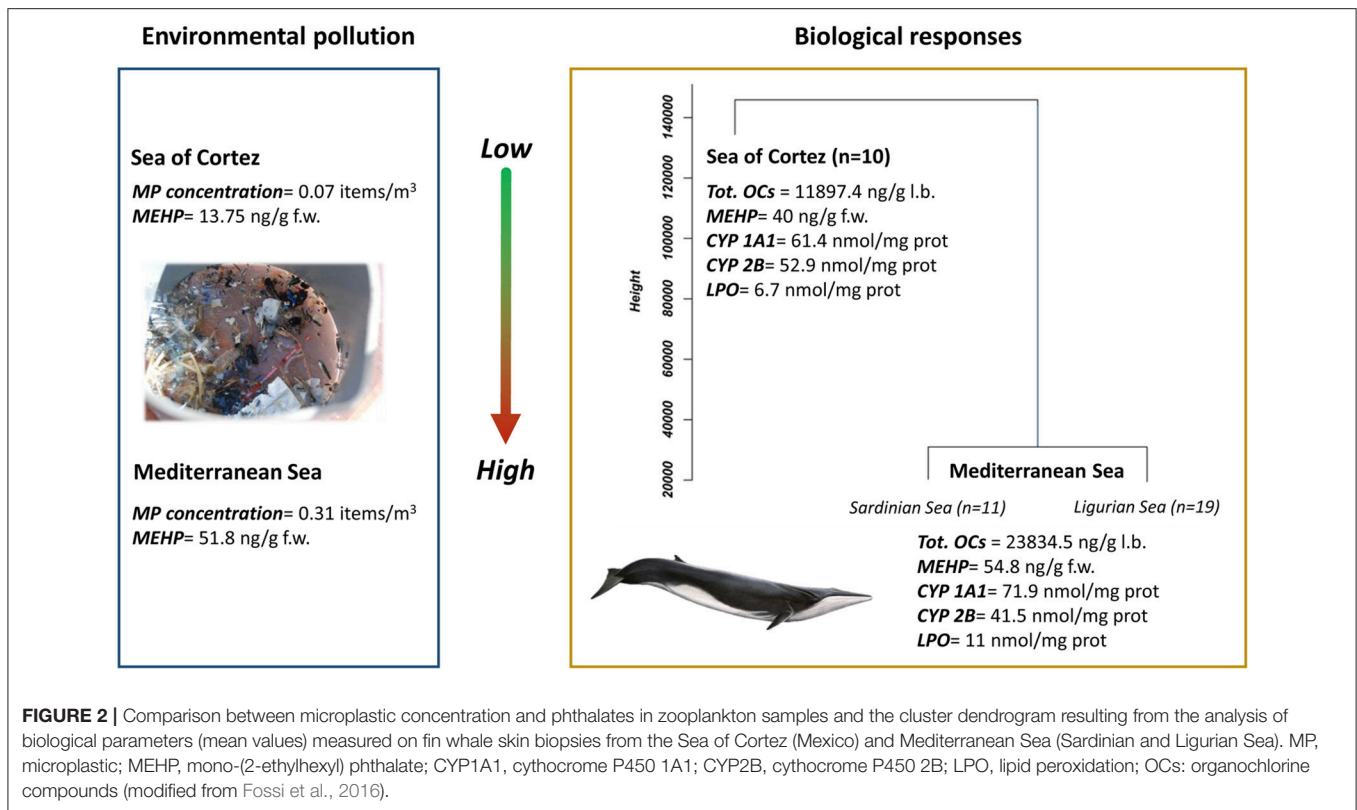 Environmental pollution
Biological responses
Sea of Cortez
MP concentration= 0.07 items/m³
MEHP= 13.75 ng/g f.w.
Mediterranean Sea
MP concentration= 0.31 items/m³
MEHP= 51.8 ng/g f.w.
Low
High
Height
140000
120000
100000
80000
60000
40000
20000
Sea of Cortez (n=10)
Tot. OCs = 11897.4 ng/g l.b.
MEHP= 40 ng/g f.w.
CYP 1A1= 61.4 nmol/mg prot
CYP 2B= 52.9 nmol/mg prot
LPO= 6.7 nmol/mg prot
Mediterranean Sea
Sardinian Sea (n=11)
Ligurian Sea (n=19)
Tot. OCs = 23834.5 ng/g l.b.
MEHP= 54.8 ng/g f.w.
CYP 1A1= 71.9 nmol/mg prot
CYP 2B= 41.5 nmol/mg prot
LPO= 11 nmol/mg prot
FIGURE 2 | Comparison between microplastic concentration and phthalates in zooplankton samples and the cluster dendrogram resulting from the analysis of
biological parameters (mean values) measured on fin whale skin biopsies from the Sea of Cortez (Mexico) and Mediterranean Sea (Sardinian and Ligurian Sea). MP,
microplastic; MEHP, mono-(2-ethylhexyl) phthalate; CYP1A1, cythocrome P450 1A1; CYP2B, cythocrome P450 2B; LPO, lipid peroxidation; OCs: organochlorine
compounds (modified from Fossi et al., 2016).